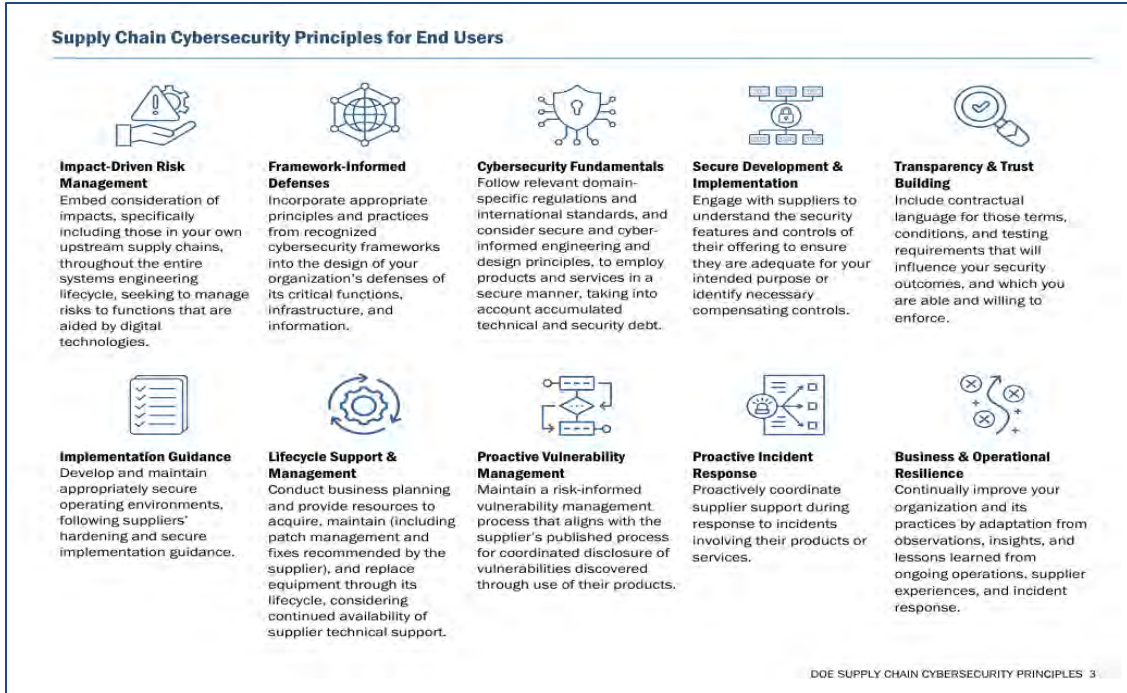 Supply Chain Cybersecurity Principles for End Users
Impact-Driven Risk
Management
Embed consideration of
impacts, specifically
including those in your own
upstream supply chains,
throughout the entire
systems engineering
lifecycle, seeking to manage
risks to functions that are
aided by digital
technologies.
Framework-Informed
Defenses
Incorporate appropriate
principles and practices
from recognized
cybersecurity frameworks
into the design of your
organization's defenses of
its critical functions,
infrastructure, and
information.
Cybersecurity Fundamentals
Follow relevant domain-
specific regulations and
international standards, and
consider secure and cyber-
informed engineering and
design principles, to employ
products and services in a
secure manner, taking into
account accumulated
technical and security debt.
Secure Development &
Implementation
Engage with suppliers to
understand the security
features and controls of
their offering to ensure
they are adequate for your
intended purpose or
identify necessary
compensating controls.
Transparency & Trust
Building
Include contractual
language for those terms,
conditions, and testing
requirements that will
influence your security
outcomes, and which you
are able and willing to
enforce.
Implementation Guidance
Develop and maintain
appropriately secure
operating environments,
following suppliers'
hardening and secure
implementation guidance.
Lifecycle Support &
Management
Conduct business planning
and provide resources to
acquire, maintain (including
patch management and
fixes recommended by the
supplier), and replace
equipment through its
lifecycle, considering
continued availability of
supplier technical support.
Proactive Vulnerability
Management
Maintain a risk-informed
vulnerability management
process that aligns with the
supplier's published process
for coordinated disclosure of
vulnerabilities discovered
through use of their products.
Proactive Incident
Response
Proactively coordinate
supplier support during
response to incidents
involving their products or
services.
Business & Operational
Resilience
Continually improve your
organization and its
practices by adaptation from
observations, insights, and
lessons learned from
ongoing operations, supplier
experiences, and incident
response.
DOE SUPPLY CHAIN CYBERSECURITY PRINCIPLES 3